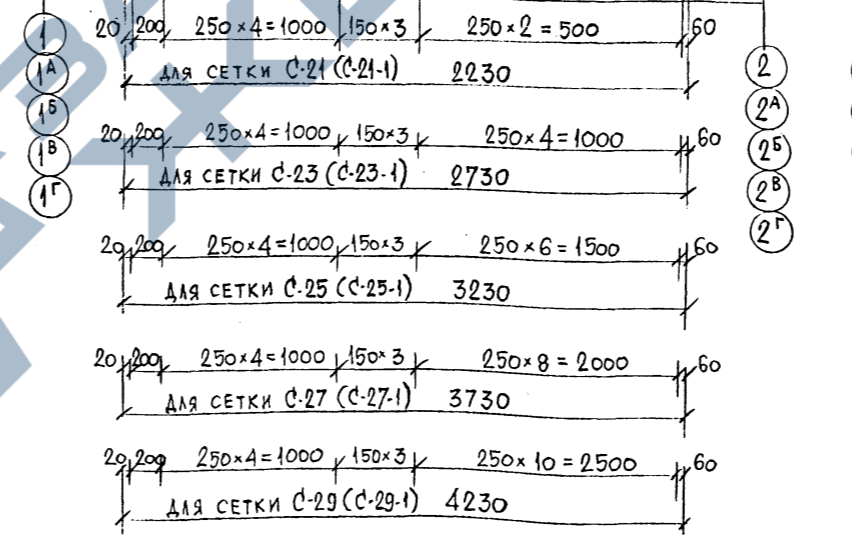 1 20 200 250×4=1000 150×3 250×2=500 60
1А для сетки С-21 (С-21-1) 2230 2
1Б 2А
1В 20 200 250×4=1000 150×3 250×4=1000 60 2Б
1Г для сетки С-23 (С-23-1) 2730 2В
20 200 250×4=1000 150×3 250×6=1500 60 2Г
для сетки С-25 (С-25-1) 3230
20 200 250×4=1000 150×3 250×8=2000 60
для сетки С-27 (С-27-1) 3730
20 200 250×4=1000 150×3 250×10=2500 60
для сетки С-29 (С-29-1) 4230